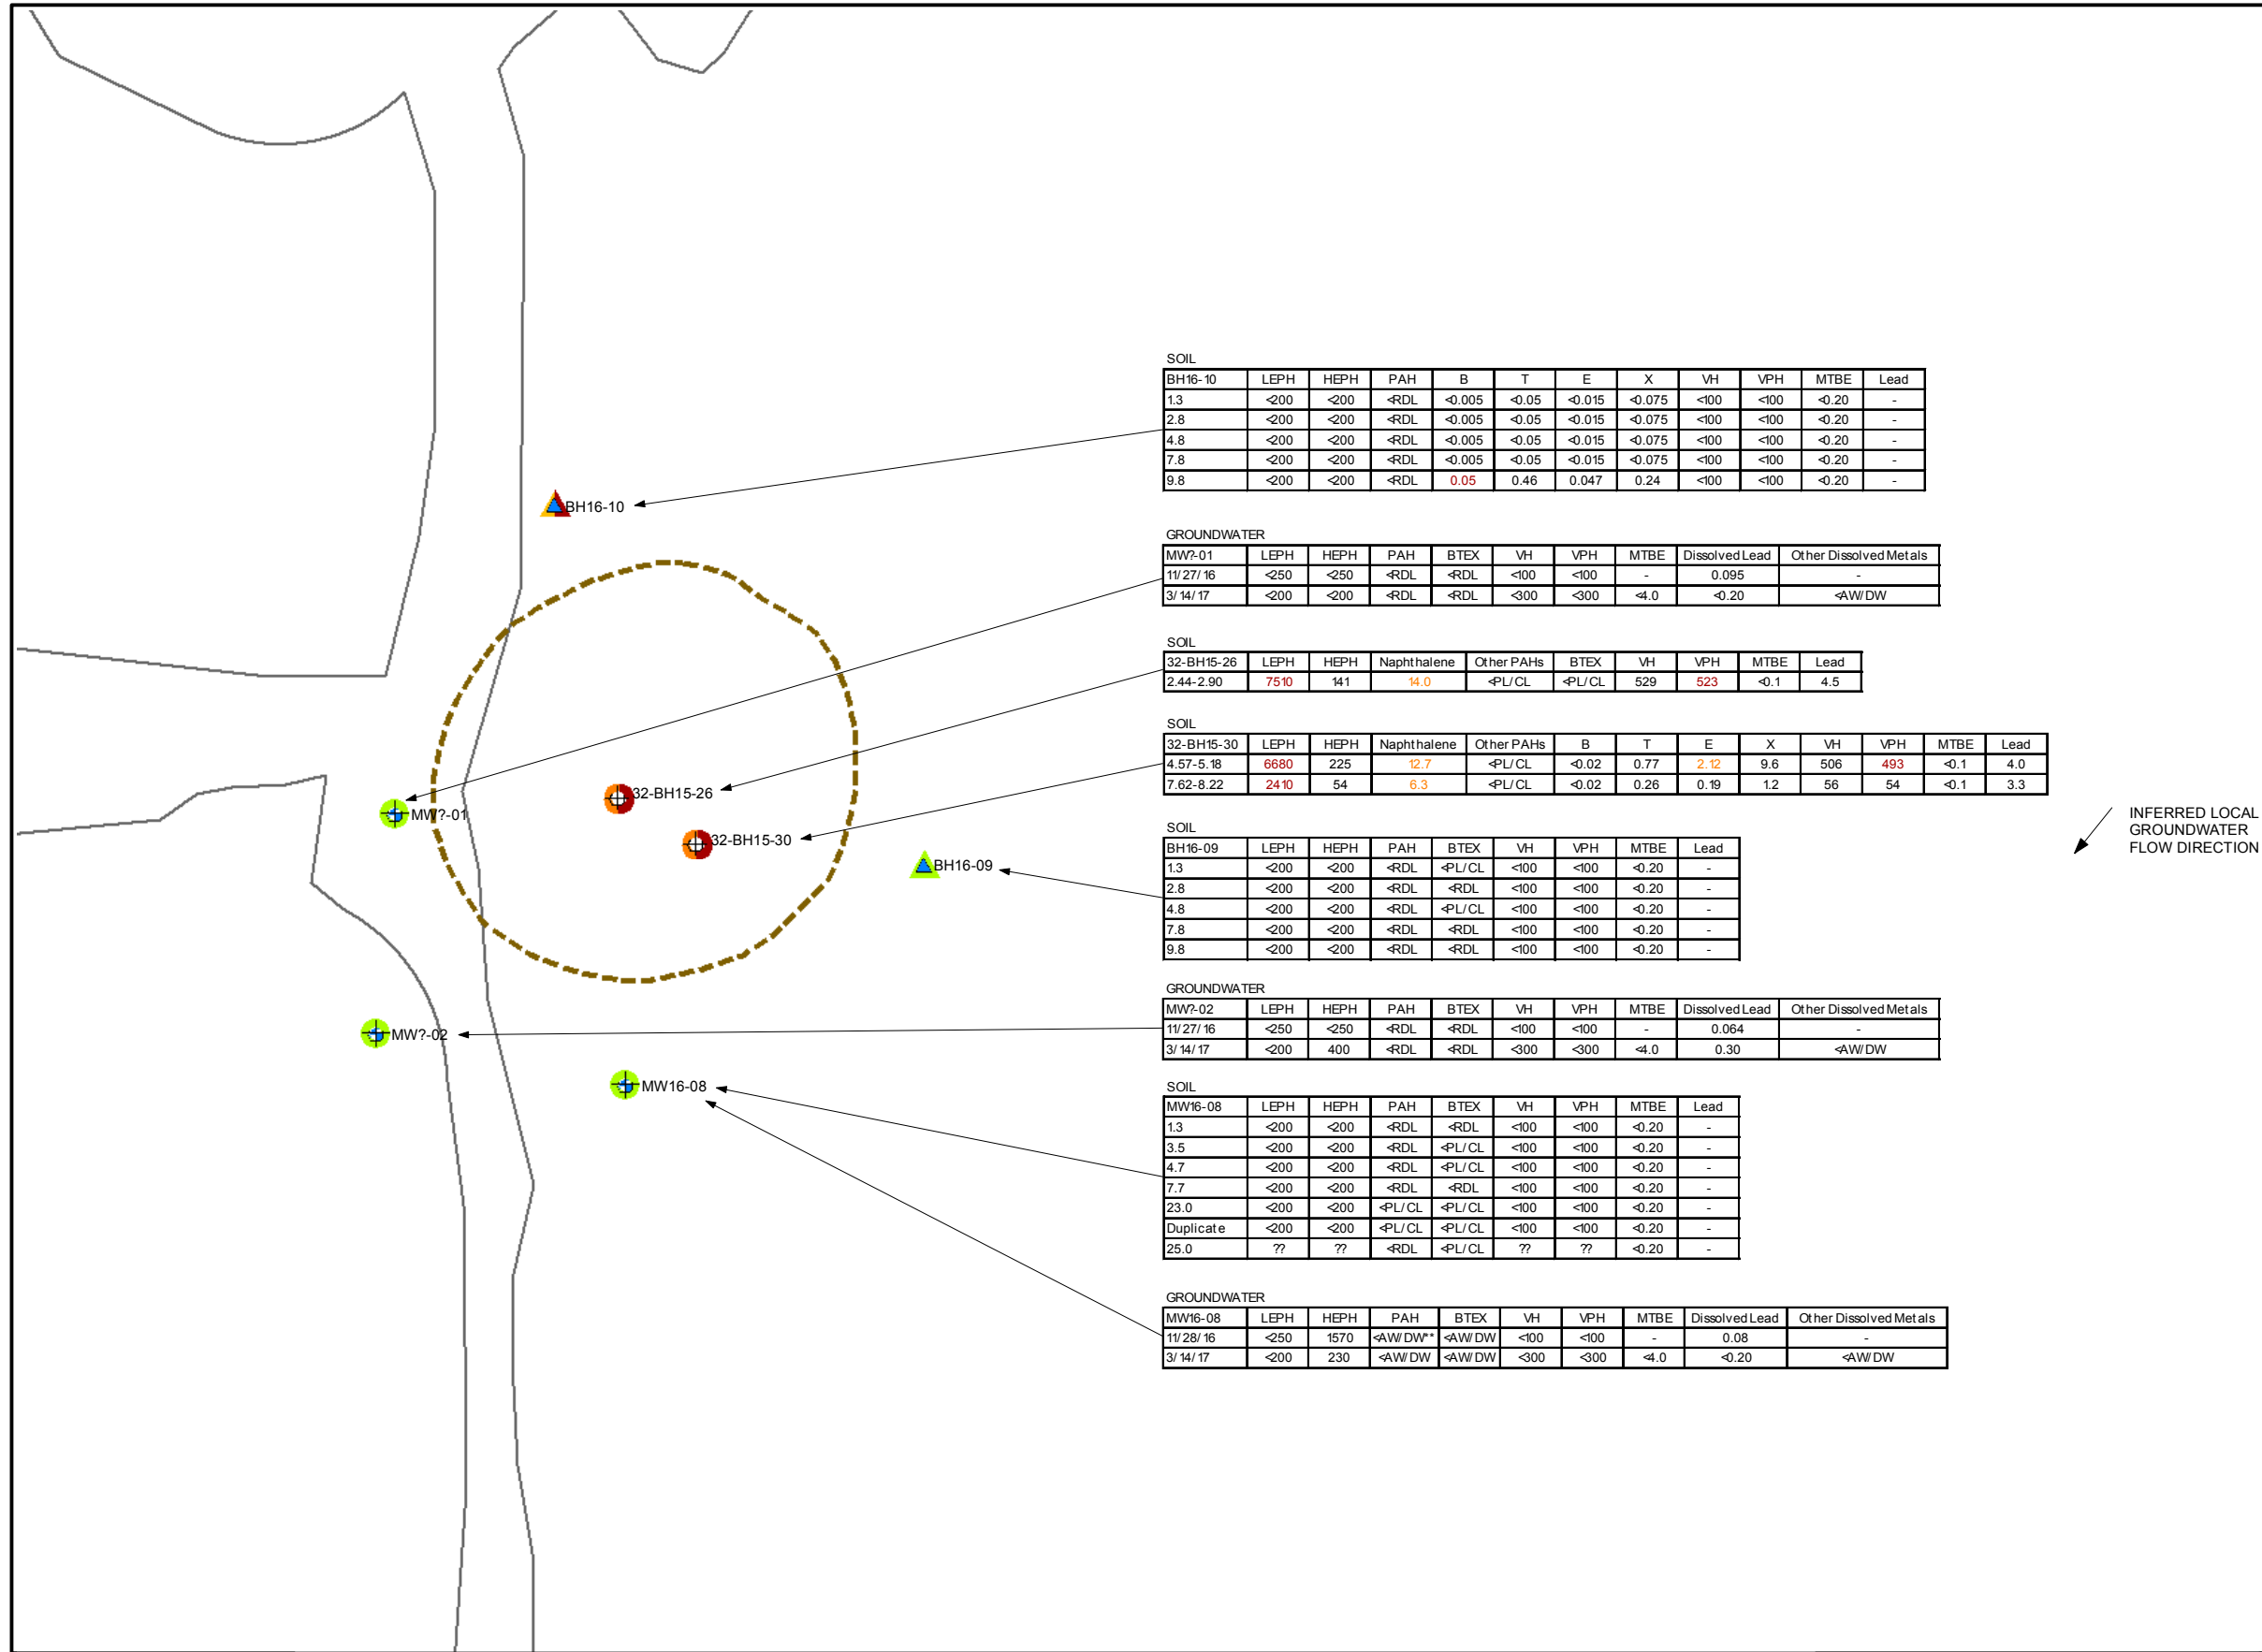 SOIL
BH16-10 LEPH HEPH PAH B T E X VH VPH MTBE Lead
1.3 <200 <200 <RDL <0.005 <0.05 <0.015 <0.075 <100 <100 <0.20 -
2.8 <200 <200 <RDL <0.005 <0.05 <0.015 <0.075 <100 <100 <0.20 -
4.8 <200 <200 <RDL <0.005 <0.05 <0.015 <0.075 <100 <100 <0.20 -
7.8 <200 <200 <RDL <0.005 <0.05 <0.015 <0.075 <100 <100 <0.20 -
9.8 <200 <200 <RDL 0.05 0.46 0.047 0.24 <100 <100 <0.20 -
BH16-10
GROUNDWATER
MW?-01 LEPH HEPH PAH BTEX VH VPH MTBE Dissolved Lead Other Dissolved Metals
11/27/16 <250 <250 <RDL <RDL <100 <100 - 0.095 -
3/14/17 <200 <200 <RDL <RDL <300 <300 <4.0 <0.20 <AW/DW
SOIL
32-BH15-26 LEPH HEPH Naphthalene Other PAHs BTEX VH VPH MTBE Lead
2.44-2.90 7510 141 14.0 <PL/CL <PL/CL 529 523 <0.1 4.5
SOIL
32-BH15-30 LEPH HEPH Naphthalene Other PAHs B T E X VH VPH MTBE Lead
4.57-5.18 6680 225 12.7 <PL/CL <0.02 0.77 2.12 9.6 506 493 <0.1 4.0
7.62-8.22 2410 54 6.3 <PL/CL <0.02 0.26 0.19 1.2 56 54 <0.1 3.3
32-BH15-26
MW?-01
32-BH15-30
INFERRED LOCAL
GROUNDWATER
FLOW DIRECTION
SOIL
BH16-09 LEPH HEPH PAH BTEX VH VPH MTBE Lead
1.3 <200 <200 <RDL <PL/CL <100 <100 <0.20 -
2.8 <200 <200 <RDL <RDL <100 <100 <0.20 -
4.8 <200 <200 <RDL <PL/CL <100 <100 <0.20 -
7.8 <200 <200 <RDL <RDL <100 <100 <0.20 -
9.8 <200 <200 <RDL <RDL <100 <100 <0.20 -
BH16-09
GROUNDWATER
MW?-02 LEPH HEPH PAH BTEX VH VPH MTBE Dissolved Lead Other Dissolved Metals
11/27/16 <250 <250 <RDL <RDL <100 <100 - 0.064 -
3/14/17 <200 400 <RDL <RDL <300 <300 <4.0 0.30 <AW/DW
MW?-02
MW16-08
SOIL
MW16-08 LEPH HEPH PAH BTEX VH VPH MTBE Lead
1.3 <200 <200 <RDL <RDL <100 <100 <0.20 -
3.5 <200 <200 <RDL <PL/CL <100 <100 <0.20 -
4.7 <200 <200 <RDL <PL/CL <100 <100 <0.20 -
7.7 <200 <200 <RDL <RDL <100 <100 <0.20 -
23.0 <200 <200 <PL/CL <PL/CL <100 <100 <0.20 -
Duplicate <200 <200 <PL/CL <PL/CL <100 <100 <0.20 -
25.0 ?? ?? <RDL <PL/CL ?? ?? <0.20 -
GROUNDWATER
MW16-08 LEPH HEPH PAH BTEX VH VPH MTBE Dissolved Lead Other Dissolved Metals
11/28/16 <250 1570 <AW/DW** <AW/DW <100 <100 - 0.08 -
3/14/17 <200 230 <AW/DW <AW/DW <300 <300 <4.0 <0.20 <AW/DW